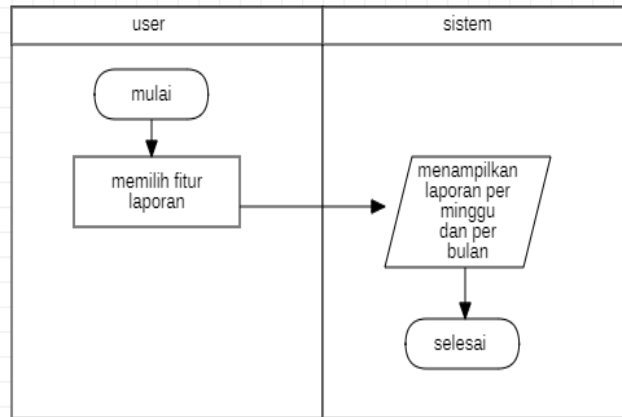 user
sistem
mulai
memilih fitur
laporan
menampilkan
laporan per
minggu
dan per
bulan
selesai